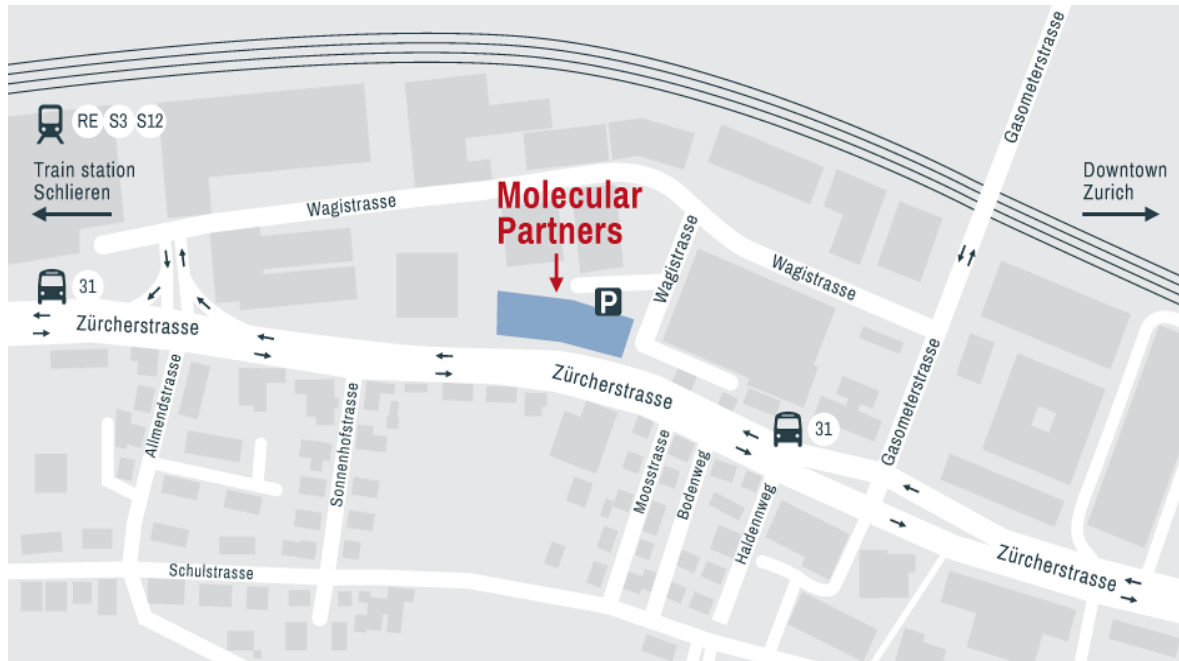 Gasometerstrasse
RE S3 S12
Train station
Schlieren
Downtown
Zurich
Molecular
Partners
Wagistrasse
Wagistrasse
Wagistrasse
31
P
Zürcherstrasse
Zürcherstrasse
Gasometerstrasse
31
Allmendstrasse
Sonnenhofstrasse
Moosstrasse
Bodenweg
Haldennweg
Zürcherstrasse
Schulstrasse